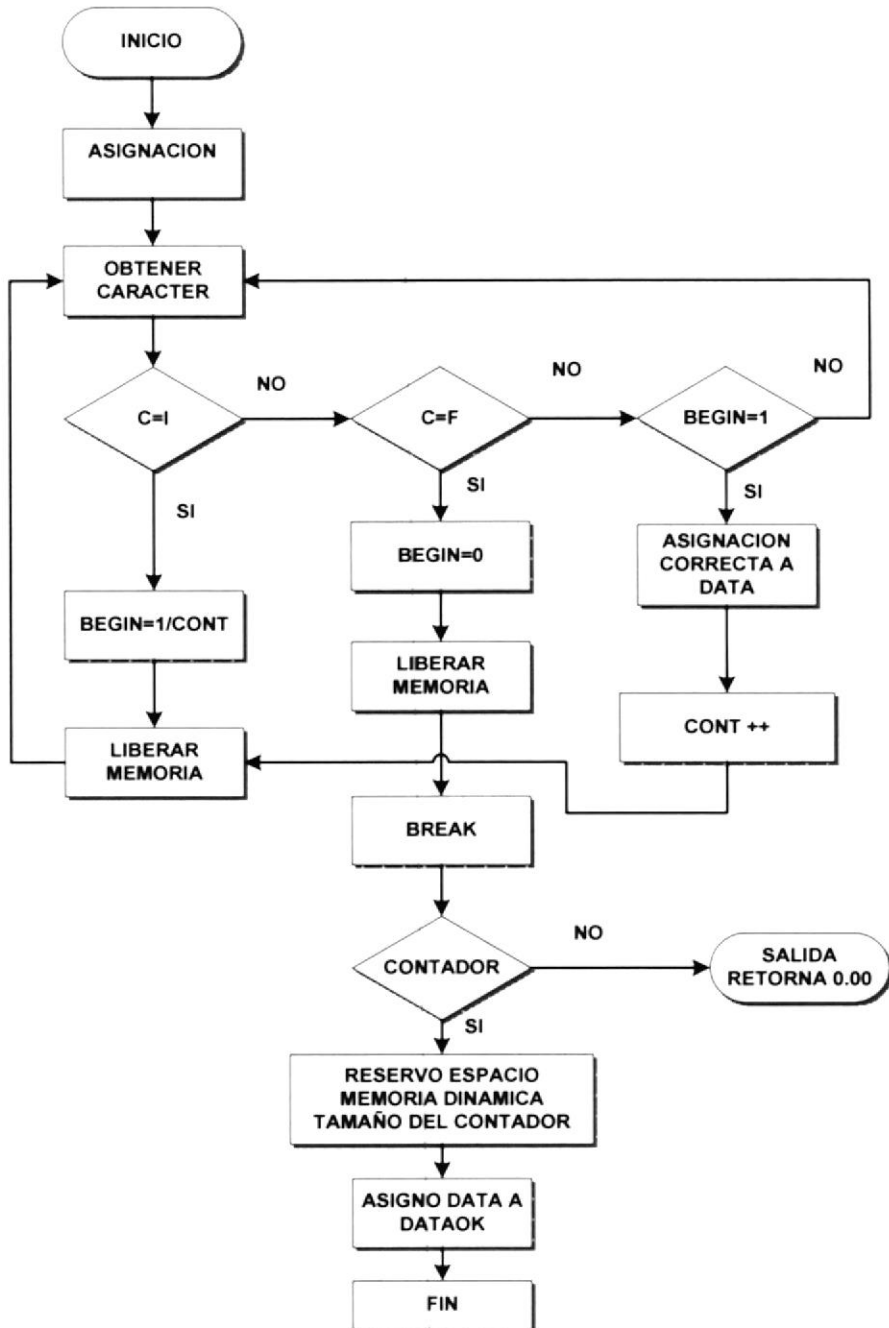 INICIO
ASIGNACION
OBTENER
CARACTER
C=I
NO
C=F
NO
BEGIN=1
NO
SI
SI
SI
BEGIN=1/CONT
BEGIN=0
ASIGNACION
CORRECTA A
DATA
LIBERAR
MEMORIA
LIBERAR
MEMORIA
CONT ++
BREAK
CONTADOR
NO
SALIDA
RETORNA 0.00
SI
RESERVO ESPACIO
MEMORIA DINAMICA
TAMAÑO DEL CONTADOR
ASIGNO DATA A
DATAOK
FIN